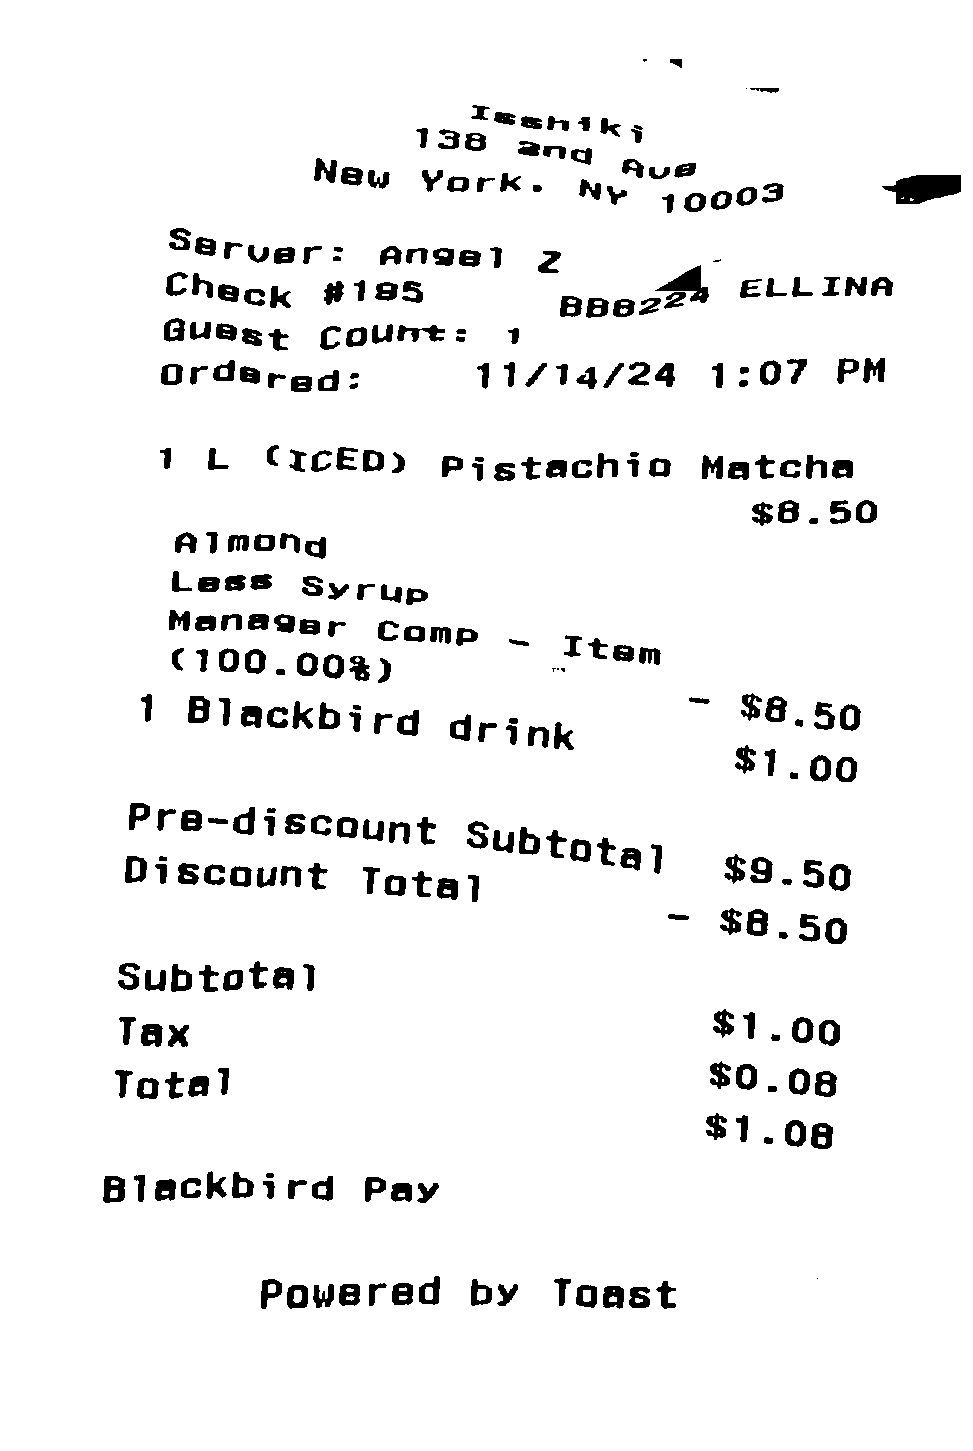 Isshiki
138 2nd Ave
New York, NY 10003
Server: Angel Z
Check #195 BB8224 ELLINA
Guest Count: 1
Ordered: 11/14/24 1:07 PM
1 L (ICED) Pistachio Matcha
$8.50
Almond
Less Syrup
Manager Comp - Item
(100.00%)
- $8.50
1 Blackbird drink
$1.00
Pre-discount Subtotal $9.50
Discount Total
- $8.50
Subtotal
$1.00
Tax
$0.08
Total
$1.08
Blackbird Pay
Powered by Toast